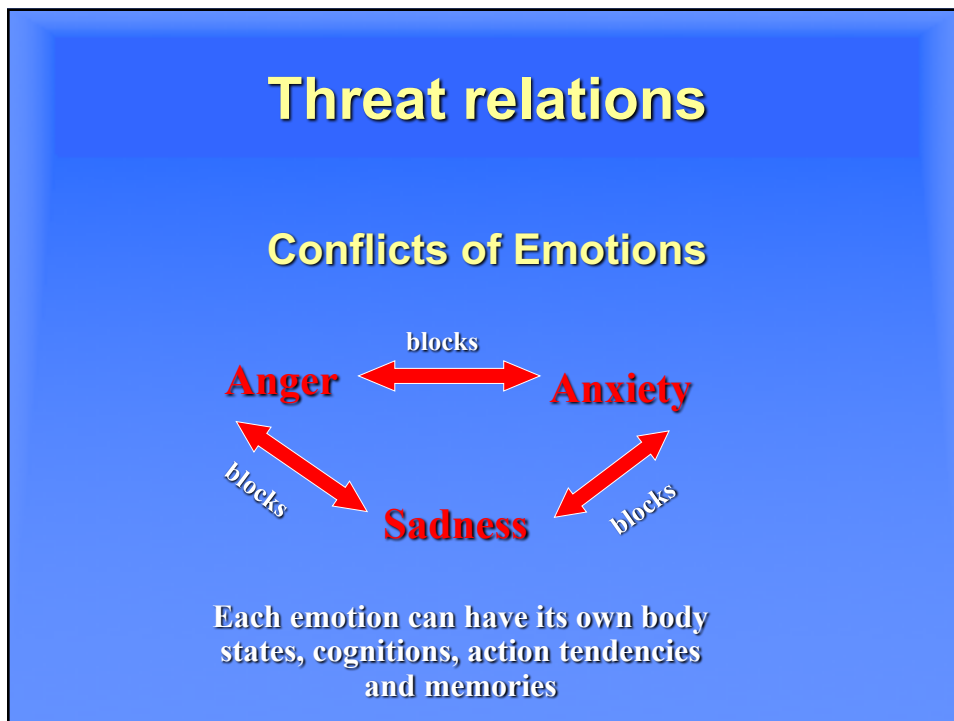 Threat relations
Conflicts of Emotions
blocks
Anger
Anxiety
blocks
blocks
Sadness
Each emotion can have its own body
states, cognitions, action tendencies
and memories